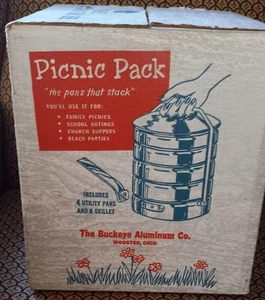 Picnic Pack
"the pans that stack"
YOU'LL USE IT FOR:
• FAMILY PICNICS
• SCHOOL OUTINGS
• CHURCH SUPPERS
• BEACH PARTIES
INCLUDES
4 UTILITY PANS
AND A SKILLET
The Buckeye Aluminum Co.
WOOSTER, OHIO